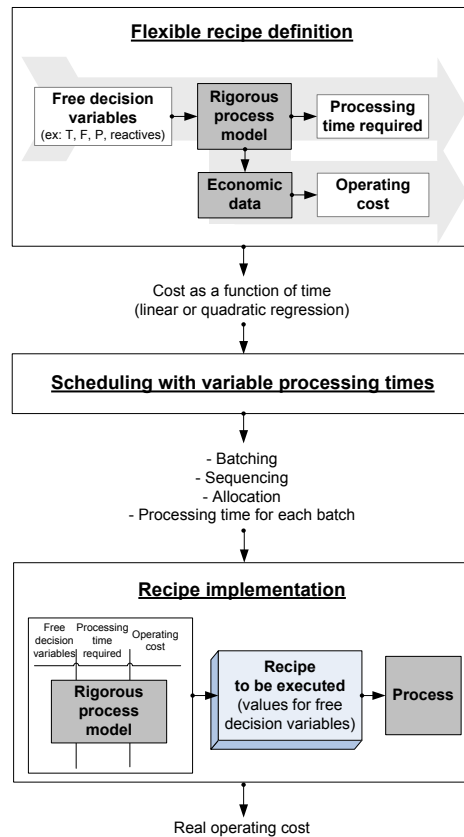 Flexible recipe definition
Free decision
variables
(ex: T, F, P, reactives)
Rigorous
process
model
Processing
time required
Economic
data
Operating
cost
Cost as a function of time
(linear or quadratic regression)
Scheduling with variable processing times
- Batching
- Sequencing
- Allocation
- Processing time for each batch
Recipe implementation
Free
decision
variables
Processing
time
required
Operating
cost
Rigorous
process
model
Recipe
to be executed
(values for free
decision variables)
Process
Real operating cost